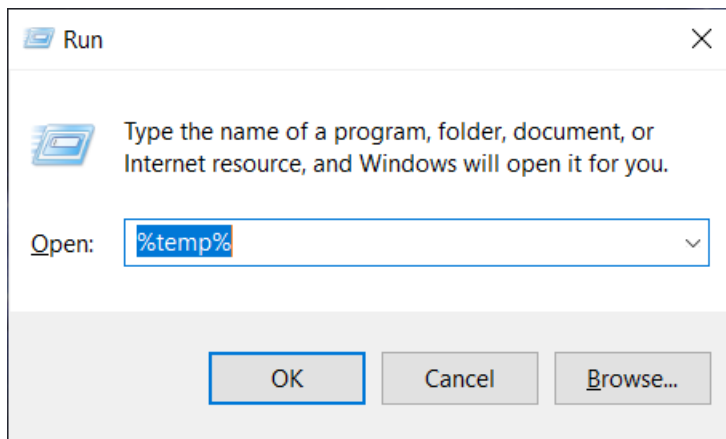 Run
Type the name of a program, folder, document, or
Internet resource, and Windows will open it for you.
Open: %temp%
OK Cancel Browse...